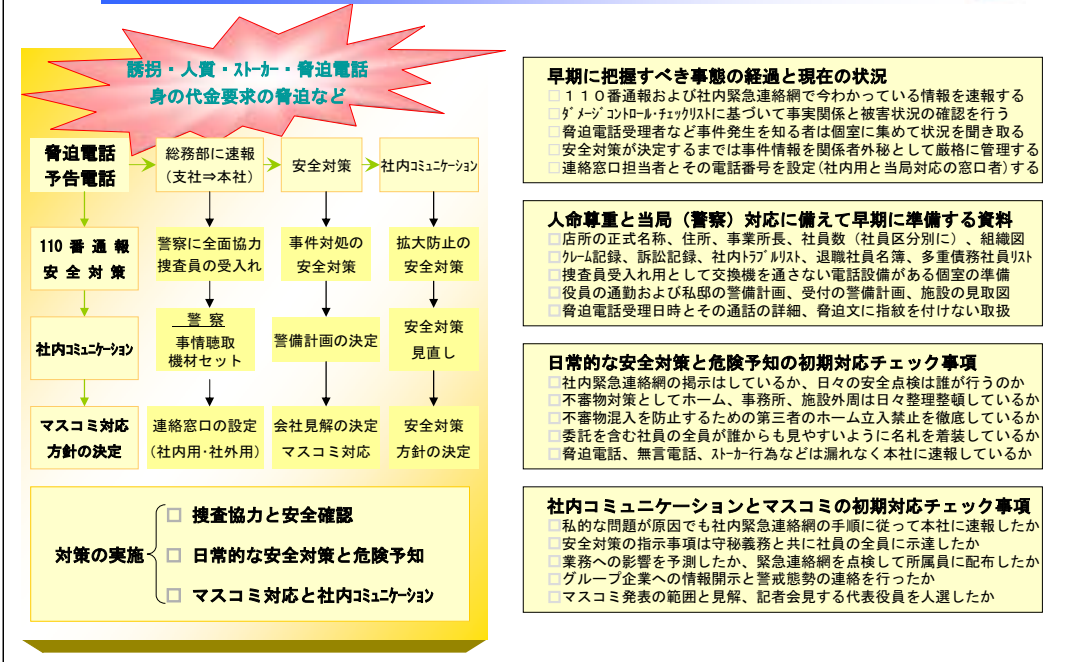 誘拐・人質・ｽﾄｰｶｰ・脅迫電話
身の代金要求の脅迫など
脅迫電話
予告電話
総務部に速報
(支社⇒本社)
安全対策
社内ｺﾐｭﾆｹｰｼｮﾝ
110 番 通 報
安 全 対 策
警察に全面協力
捜査員の受入れ
事件対処の
安全対策
拡大防止の
安全対策
社内ｺﾐｭﾆｹｰｼｮﾝ
警 察
事情聴取
機材セット
警備計画の決定
安全対策
見直し
マスコミ対応
方針の決定
連絡窓口の設定
(社内用･社外用)
会社見解の決定
マスコミ対応
安全対策
方針の決定
対策の実施
□ 捜査協力と安全確認
□ 日常的な安全対策と危険予知
□ マスコミ対応と社内ｺﾐｭﾆｹｰｼｮﾝ
早期に把握すべき事態の経過と現在の状況
□１１０番通報および社内緊急連絡網で今わかっている情報を速報する
□ﾀﾞﾒｰｼﾞｺﾝﾄﾛｰﾙ･ﾁｪｯｸﾘｽﾄに基づいて事実関係と被害状況の確認を行う
□脅迫電話受理者など事件発生を知る者は個室に集めて状況を聞き取る
□安全対策が決定するまでは事件情報を関係者外秘として厳格に管理する
□連絡窓口担当者とその電話番号を設定(社内用と当局対応の窓口者)する
人命尊重と当局（警察）対応に備えて早期に準備する資料
□店所の正式名称、住所、事業所長、社員数（社員区分別に）、組織図
□ｸﾚｰﾑ記録、訴訟記録、社内ﾄﾗﾌﾞﾙﾘｽﾄ、退職社員名簿、多重債務社員ﾘｽﾄ
□捜査員受入れ用として交換機を通さない電話設備がある個室の準備
□役員の通勤および私邸の警備計画、受付の警備計画、施設の見取図
□脅迫電話受理日時とその通話の詳細、脅迫文に指紋を付けない取扱
日常的な安全対策と危険予知の初期対応チェック事項
□社内緊急連絡網の掲示はしているか、日々の安全点検は誰が行うのか
□不審物対策としてホーム、事務所、施設外周は日々整理整頓しているか
□不審物混入を防止するための第三者のホーム立入禁止を徹底しているか
□委託を含む社員の全員が誰からも見やすいように名札を着装しているか
□脅迫電話、無言電話、ｽﾄｰｶｰ行為などは漏れなく本社に速報しているか
社内コミュニケーションとマスコミの初期対応チェック事項
□私的な問題が原因でも社内緊急連絡網の手順に従って本社に速報したか
□安全対策の指示事項は守秘義務と共に社員の全員に示達したか
□業務への影響を予測したか、緊急連絡網を点検して所属員に配布したか
□グループ企業への情報開示と警戒態勢の連絡を行ったか
□マスコミ発表の範囲と見解、記者会見する代表役員を人選したか